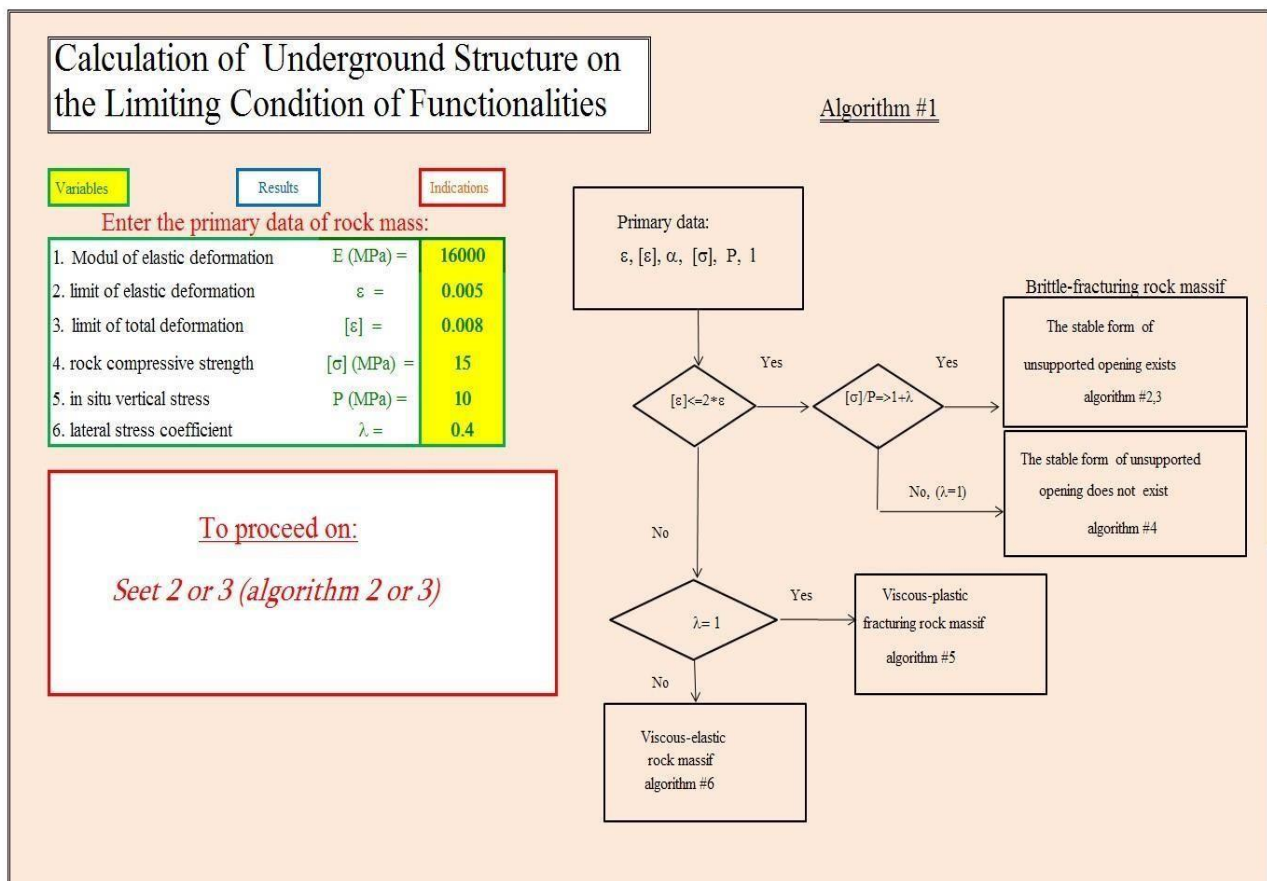 Calculation of Underground Structure on
the Limiting Condition of Functionalities
Algorithm #1
Variables
Results
Indications
Enter the primary data of rock mass:
1. Modul of elastic deformation E (MPa) = 16000
2. limit of elastic deformation ε = 0.005
3. limit of total deformation [ε] = 0.008
4. rock compressive strength [σ] (MPa) = 15
5. in situ vertical stress P (MPa) = 10
6. lateral stress coefficient λ = 0.4
To proceed on:
Seet 2 or 3 (algorithm 2 or 3)
Primary data:
ε, [ε], α, [σ], P, l
[ε]<=2*ε
Yes
[σ]/P=>1+λ
Yes
Brittle-fracturing rock massif
The stable form of
unsupported opening exists
algorithm #2,3
No, (λ=1)
The stable form of unsupported
opening does not exist
algorithm #4
No
λ= 1
Yes
Viscous-plastic
fracturing rock massif
algorithm #5
No
Viscous-elastic
rock massif
algorithm #6